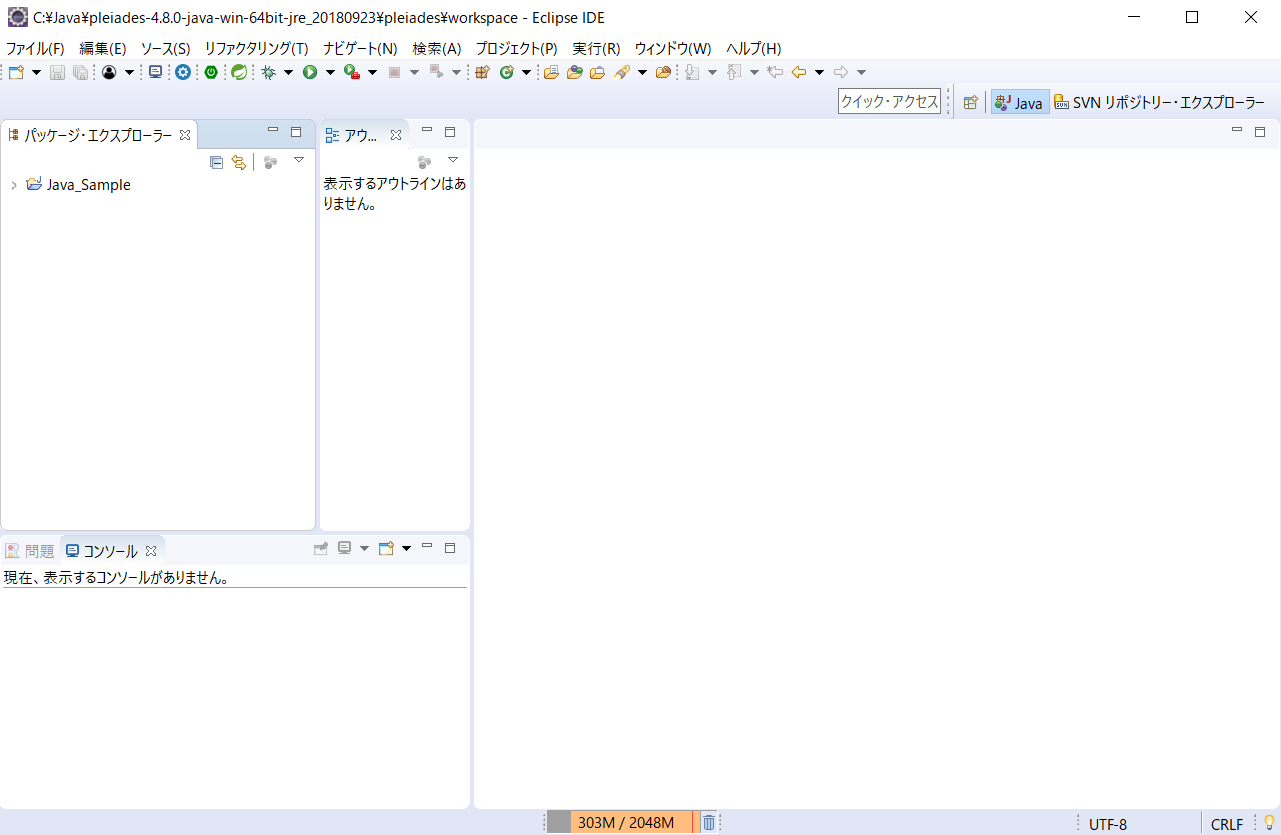 C:¥Java¥pleiades-4.8.0-java-win-64bit-jre_20180923¥pleiades¥workspace - Eclipse IDE
ファイル(F) 編集(E) ソース(S) リファクタリング(T) ナビゲート(N) 検索(A) プロジェクト(P) 実行(R) ウィンドウ(W) ヘルプ(H)
クイック・アクセス Java SVN リポジトリー・エクスプローラー
パッケージ・エクスプローラー アウ...
Java_Sample
表示するアウトラインはあ
りません。
問題 コンソール
現在、表示するコンソールがありません。
303M / 2048M UTF-8 CRLF